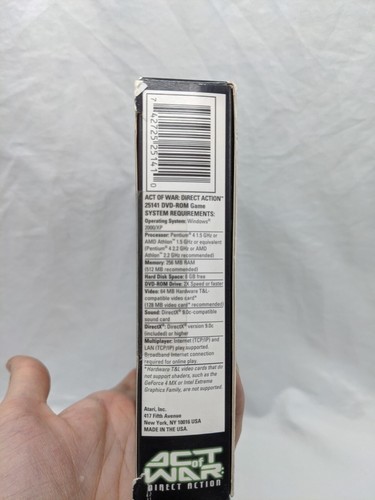 7 42725 25141 0
ACT OF WAR: DIRECT ACTION™
25141 DVD-ROM Game
SYSTEM REQUIREMENTS:
Operating System: Windows®
2000/XP
Processor: Pentium® 4 1.5 GHz or
AMD Athlon™ 1.5 GHz or equivalent
(Pentium® 4 2.2 GHz or AMD
Athlon™ 2.2 GHz recommended)
Memory: 256 MB RAM
(512 MB recommended)
Hard Disk Space: 6 GB free
DVD-ROM Drive: 2X Speed or faster
Video: 64 MB Hardware T&L-
compatible video card*
(128 MB video card* recommended)
Sound: DirectX® 9.0c-compatible
sound card
DirectX®: DirectX® version 9.0c
(included) or higher
Multiplayer: Internet (TCP/IP) and
LAN (TCP/IP) play supported.
Broadband Internet connection
required for online play.
*Hardware T&L video cards that do
not support shaders, such as the
GeForce 4 MX or Intel Extreme
Graphics Family, are not supported.
Atari, Inc.
417 Fifth Avenue
New York, NY 10016 USA
MADE IN THE USA.
ACT
OF
WAR
DIRECT ACTION